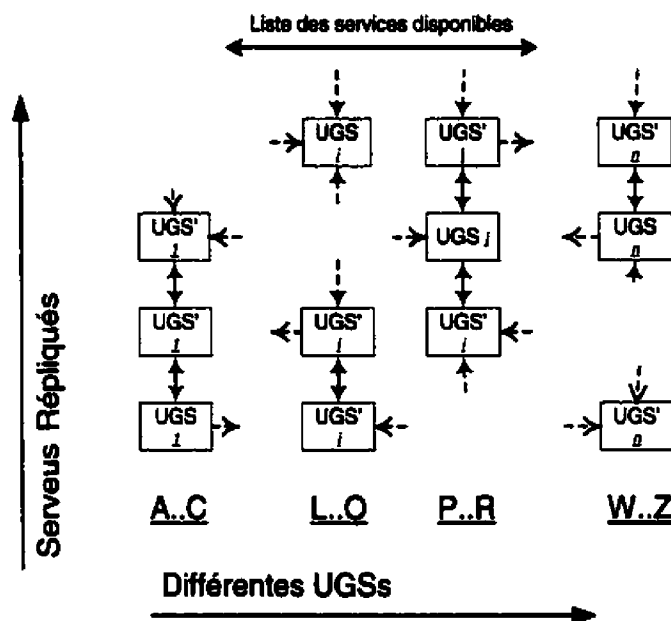 Liste des services disponibles
UGS
i
UGS'
j
UGS'
n
UGS'
1
UGS j
UGS
n
UGS'
1
UGS'
i
UGS'
j
UGS
1
UGS'
i
UGS'
n
A..C
L..O
P..R
W..Z
Serveus Répliqués
Différentes UGSs